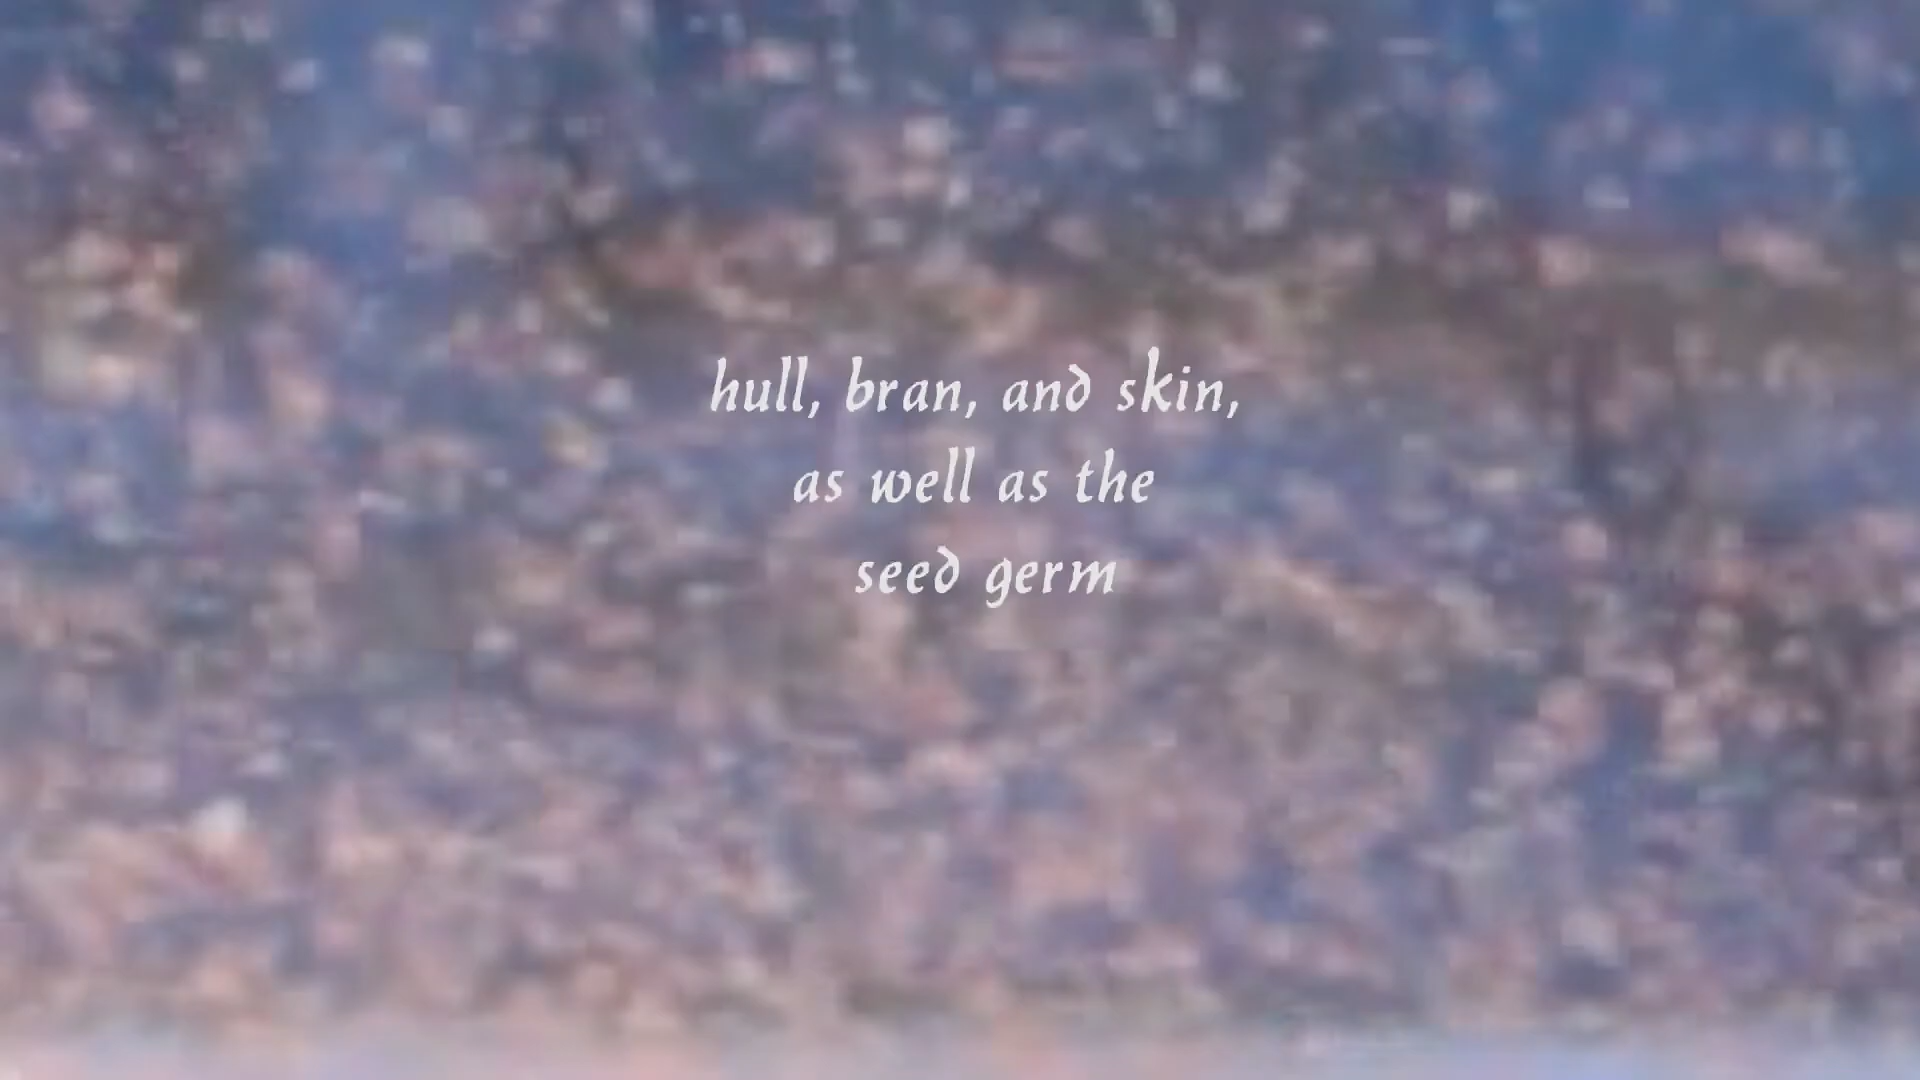 hull, bran, and skin,
as well as the
seed germ